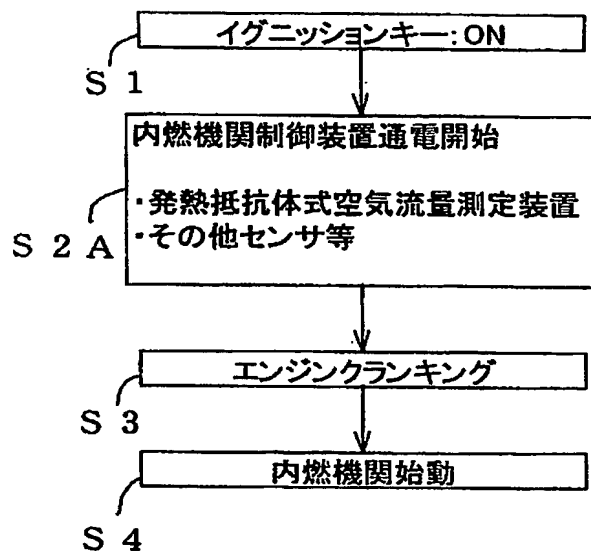 イグニッションキー:ON
S 1
内燃機関制御装置通電開始
・発熱抵抗体式空気流量測定装置
・その他センサ等
S 2 A
エンジンクランキング
S 3
内燃機関始動
S 4